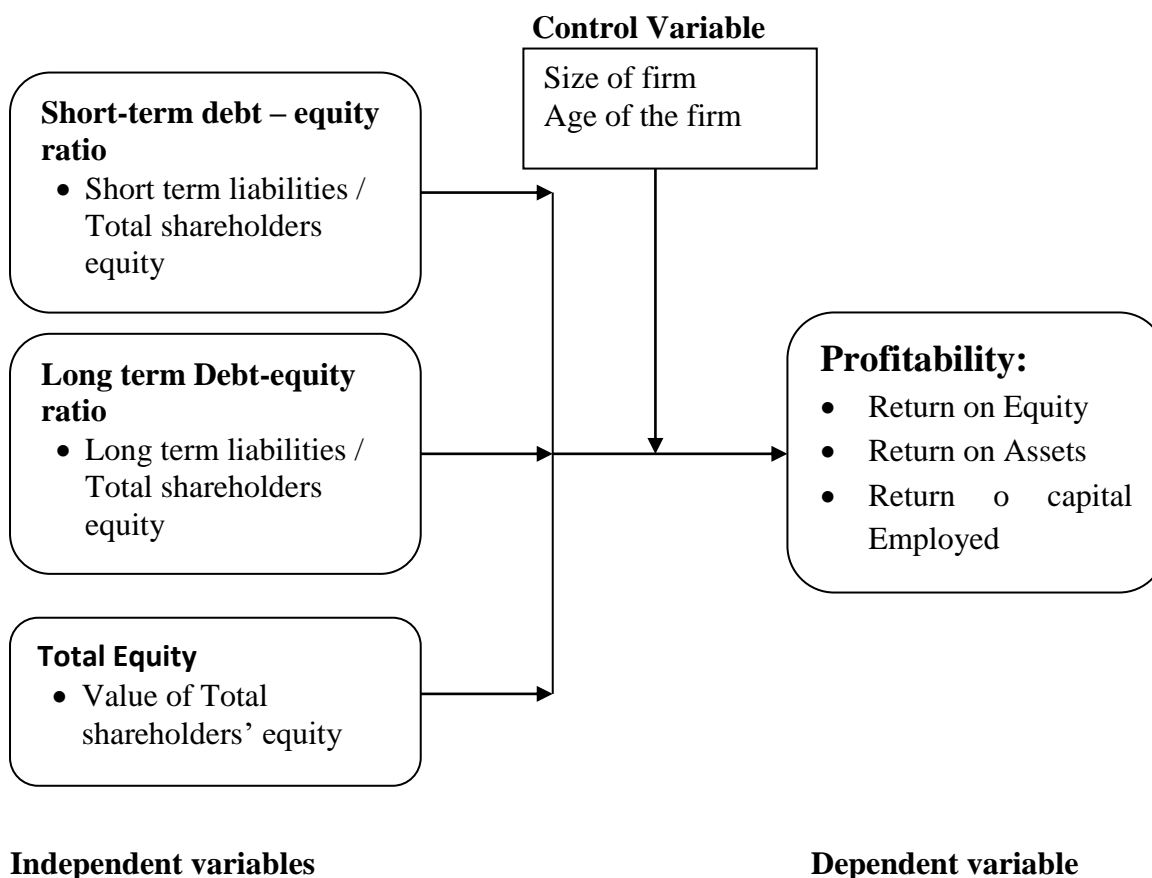 Control Variable
Size of firm
Age of the firm
Short-term debt – equity
ratio
• Short term liabilities /
Total shareholders
equity
Long term Debt-equity
ratio
• Long term liabilities /
Total shareholders
equity
Total Equity
• Value of Total
shareholders’ equity
Profitability:
• Return on Equity
• Return on Assets
• Return o capital
Employed
Independent variables
Dependent variable